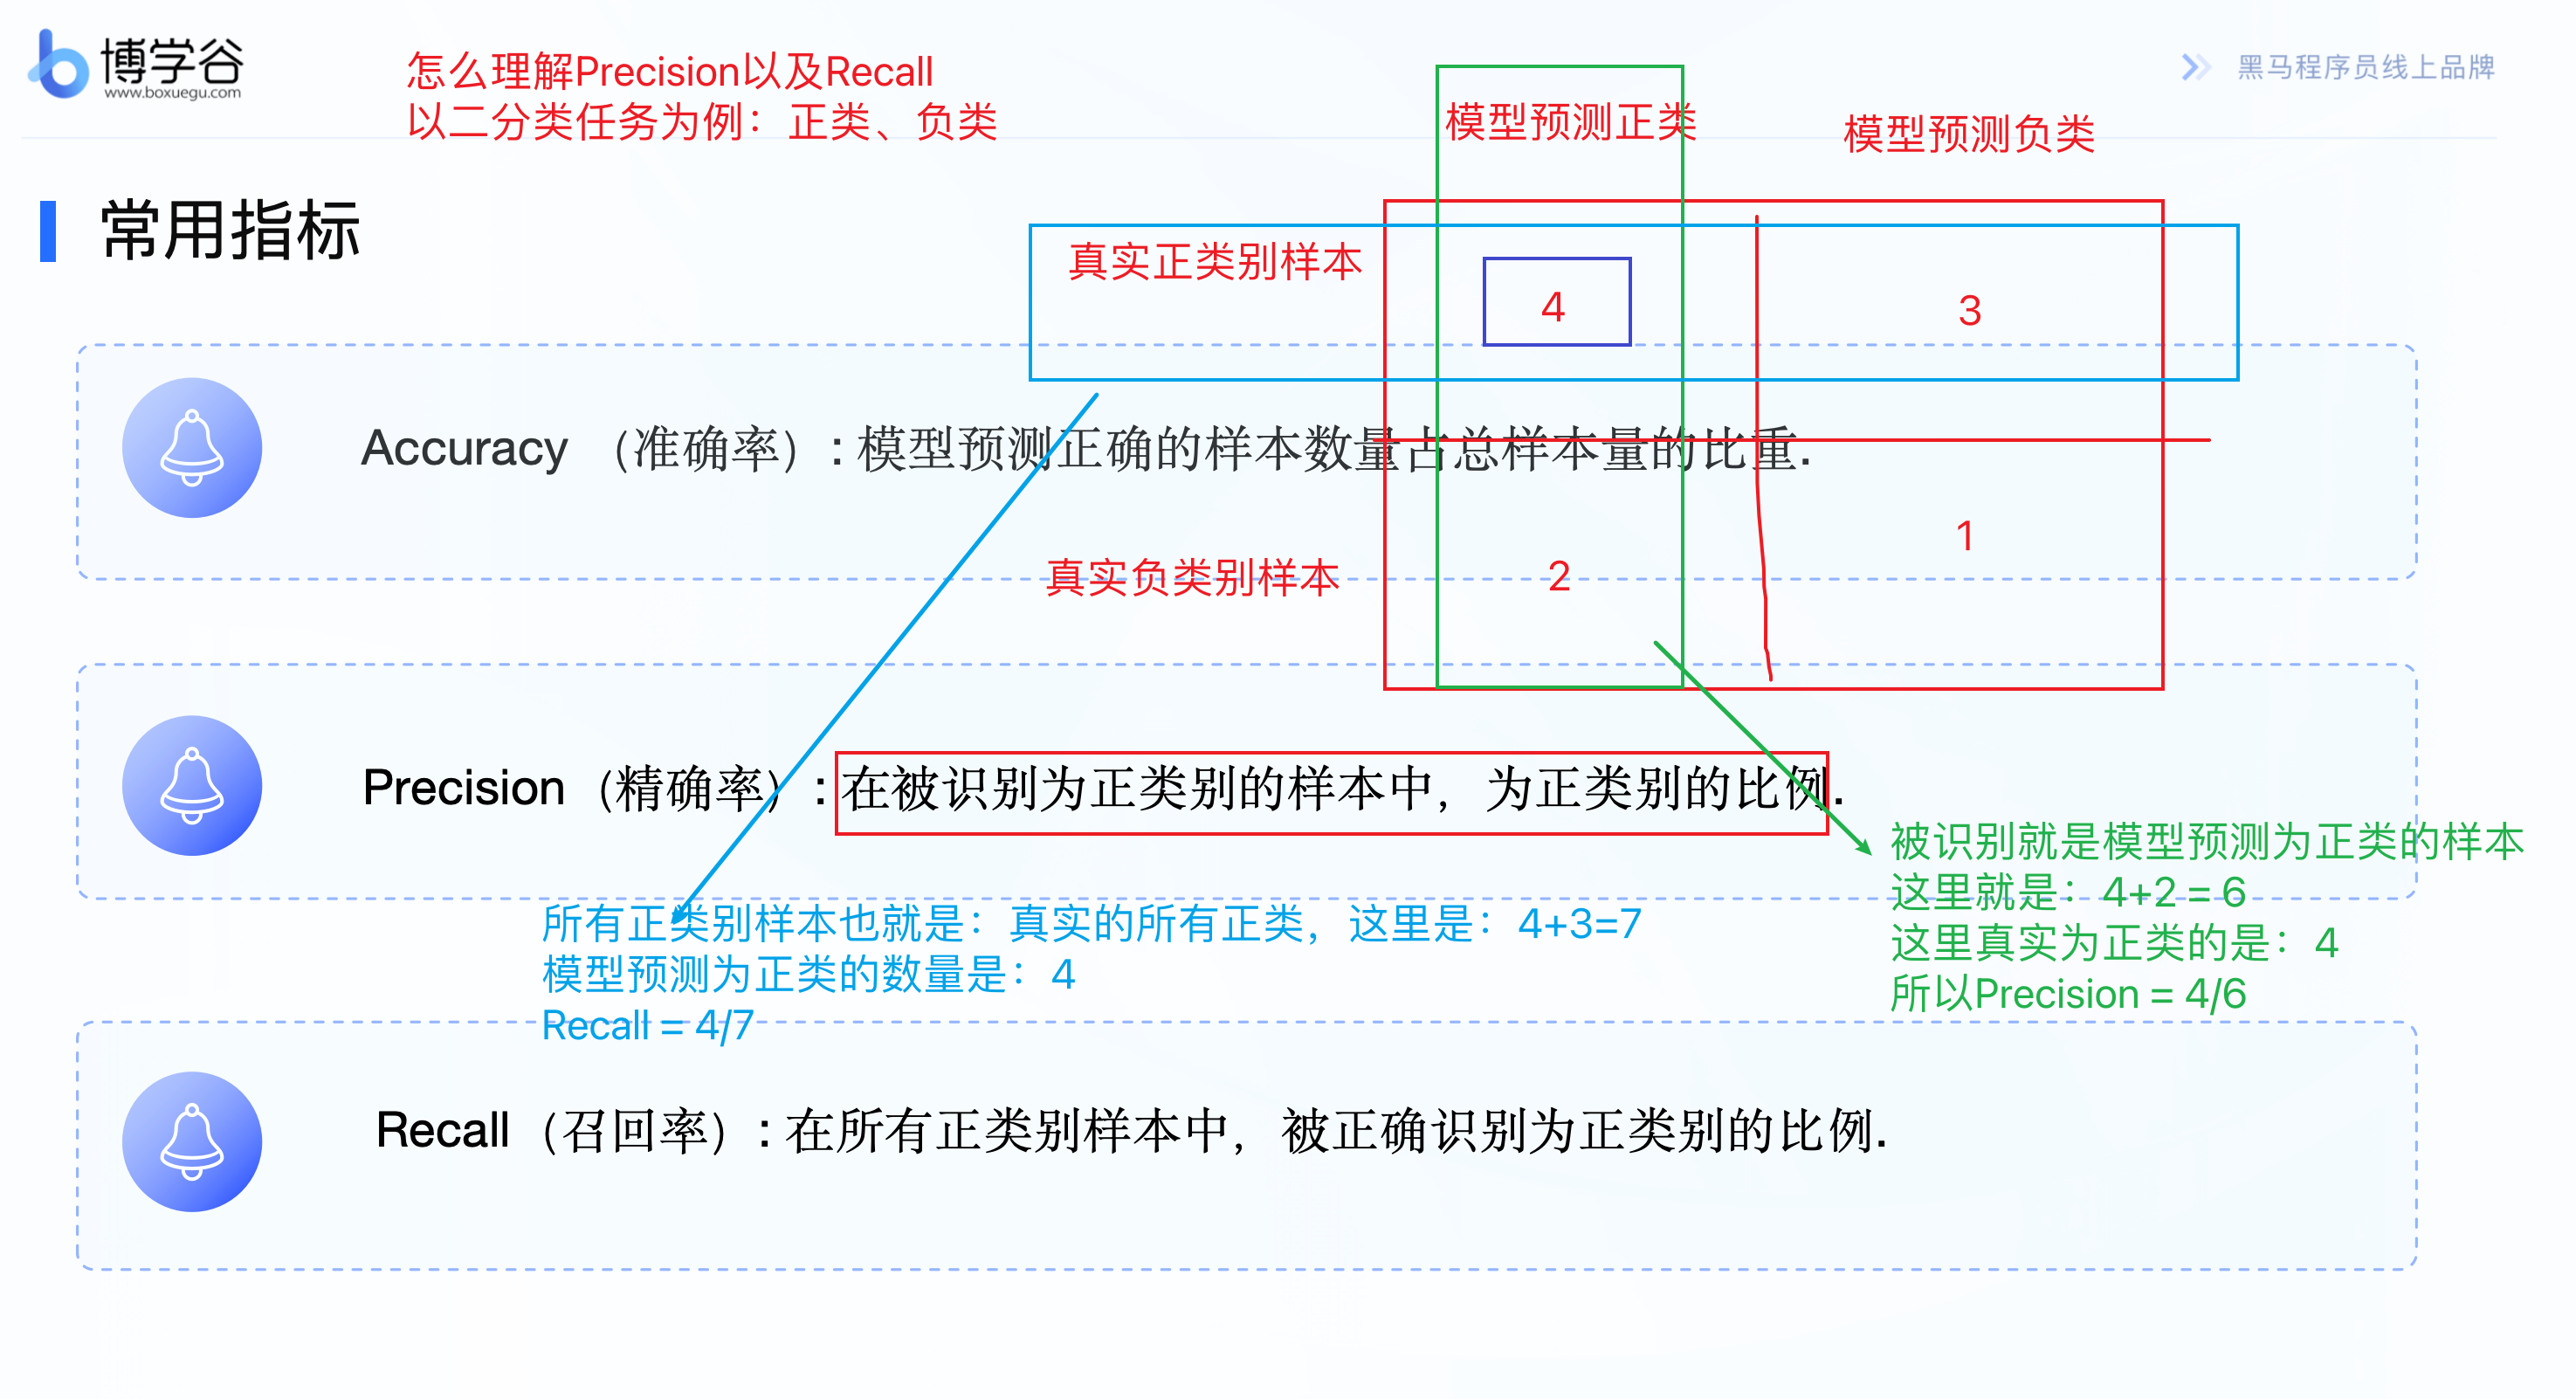 博学谷
www.boxuegu.com
怎么理解Precision以及Recall
以二分类任务为例：正类、负类
模型预测正类
模型预测负类
黑马程序员线上品牌
常用指标
真实正类别样本
4
3
Accuracy （准确率）: 模型预测正确的样本数量占总样本量的比重.
真实负类别样本
2
1
Precision（精确率）: 在被识别为正类别的样本中，为正类别的比例.
被识别就是模型预测为正类的样本
这里就是：4+2 = 6
这里真实为正类的是：4
所以Precision = 4/6
所有正类别样本也就是：真实的所有正类，这里是：4+3=7
模型预测为正类的数量是：4
Recall = 4/7
Recall（召回率）: 在所有正类别样本中，被正确识别为正类别的比例.